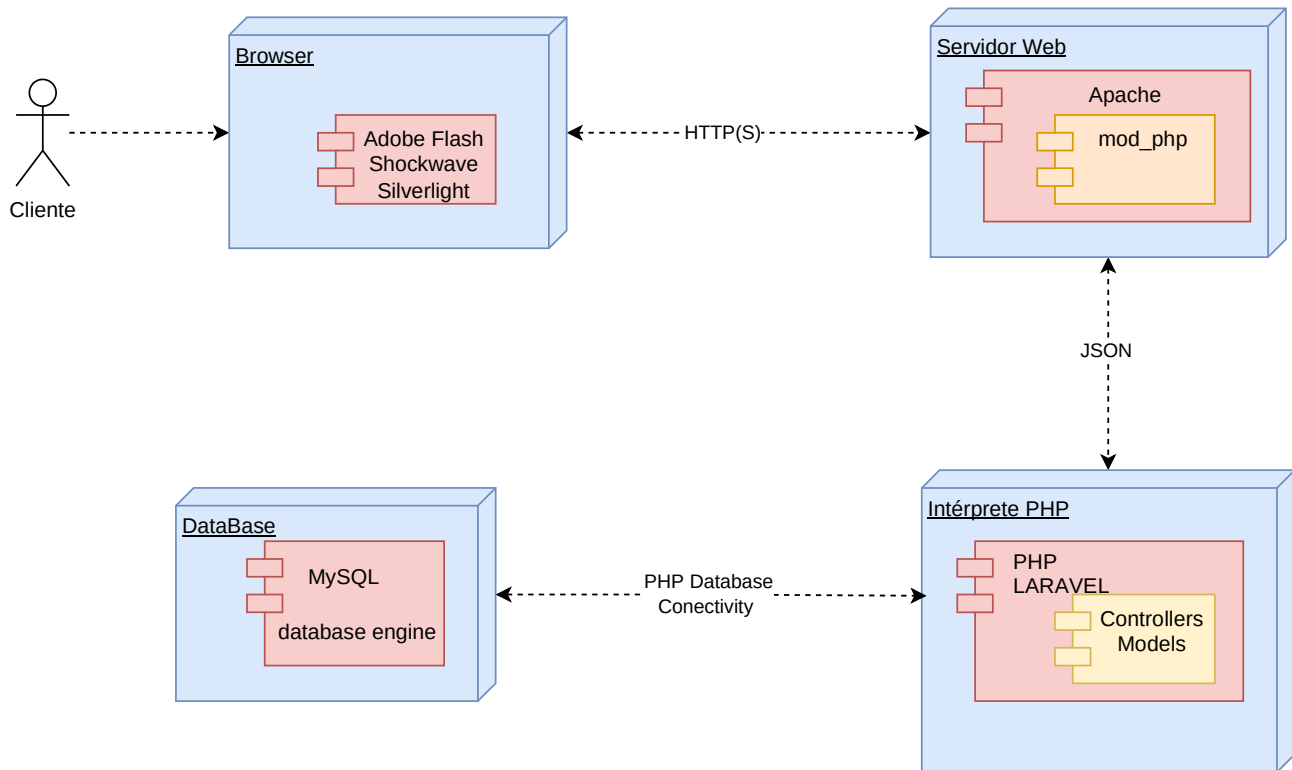 Cliente
Browser
Adobe Flash
Shockwave
Silverlight
HTTP(S)
Servidor Web
Apache
mod_php
JSON
DataBase
MySQL
database engine
PHP Database
Conectivity
Intérprete PHP
PHP
LARAVEL
Controllers
Models